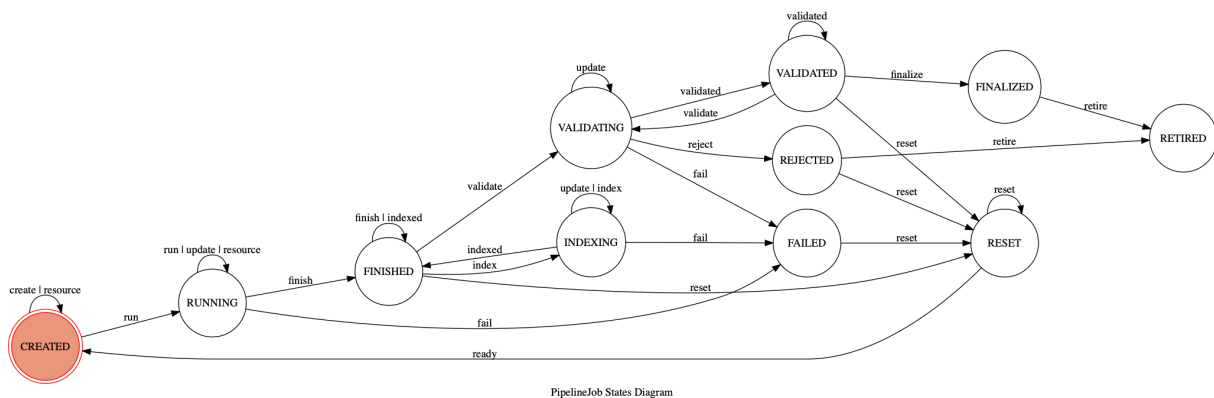 validated
update
VALIDATED
finalize
FINALIZED
validated
validate
retire
VALIDATING
RETIRED
reject
reset
retire
REJECTED
fail
validate
update | index
reset
reset
finish | indexed
INDEXING
fail
FAILED
reset
RESET
run | update | resource
indexed
index
FINISHED
finish
reset
create | resource
RUNNING
run
fail
CREATED
ready
PipelineJob States Diagram